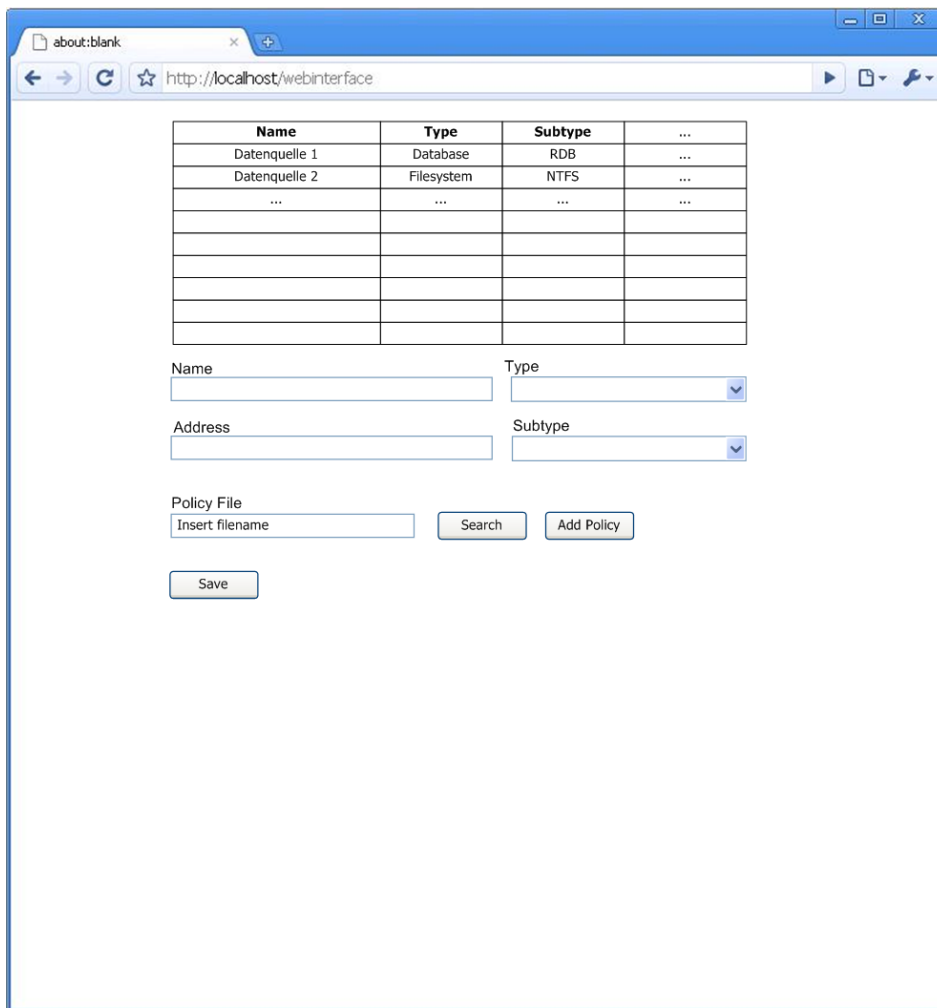 about:blank
http://localhost/webinterface
Name Type Subtype ...
Datenquelle 1 Database RDB ...
Datenquelle 2 Filesystem NTFS ...
... ... ... ...
Name Type
Address Subtype
Policy File
Insert filename Search Add Policy
Save